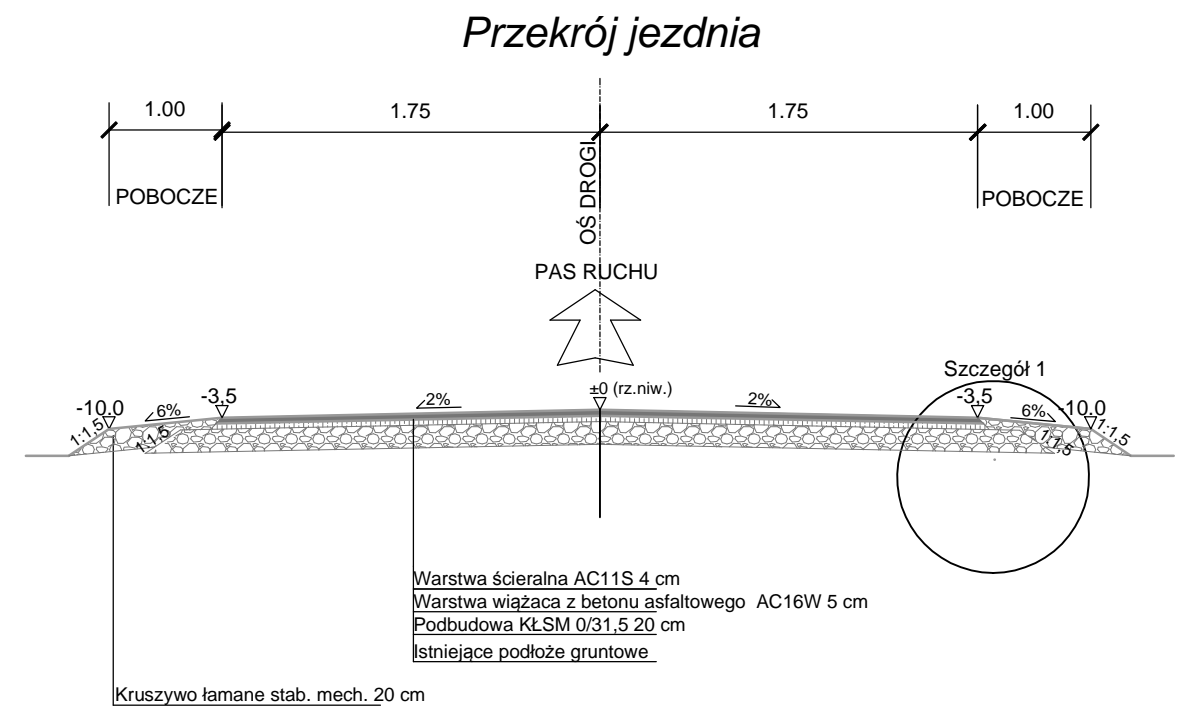 Przekrój jezdnia
1.00
1.75
1.75
1.00
POBOCZE
OŚ DROGI
POBOCZE
PAS RUCHU
Szczegół 1
±0 (rz.niw.)
-10.0
6%
-3,5
2%
2%
-3,5
6%
-10.0
1:1,5
1:1,5
1:1,5
1:1,5
Warstwa ścieralna AC11S 4 cm
Warstwa wiążaca z betonu asfaltowego AC16W 5 cm
Podbudowa KŁSM 0/31,5 20 cm
Istniejące podłoże gruntowe
Kruszywo łamane stab. mech. 20 cm